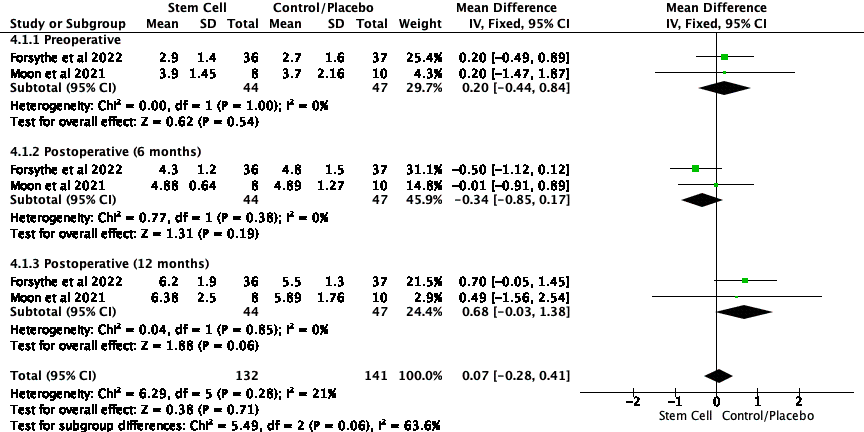 Stem Cell Control/Placebo Mean Difference Mean Difference
Study or Subgroup Mean SD Total Mean SD Total Weight IV, Fixed, 95% CI IV, Fixed, 95% CI
4.1.1 Preoperative
Forsythe et al 2022 2.9 1.4 36 2.7 1.6 37 25.4% 0.20 [−0.49, 0.89]
Moon et al 2021 3.9 1.45 8 3.7 2.16 10 4.3% 0.20 [−1.47, 1.87]
Subtotal (95% CI) 44 47 29.7% 0.20 [−0.44, 0.84]
Heterogeneity: Chi² = 0.00, df = 1 (P = 1.00); I² = 0%
Test for overall effect: Z = 0.62 (P = 0.54)
4.1.2 Postoperative (6 months)
Forsythe et al 2022 4.3 1.2 36 4.8 1.5 37 31.1% −0.50 [−1.12, 0.12]
Moon et al 2021 4.88 0.64 8 4.89 1.27 10 14.8% −0.01 [−0.91, 0.89]
Subtotal (95% CI) 44 47 45.9% −0.34 [−0.85, 0.17]
Heterogeneity: Chi² = 0.77, df = 1 (P = 0.38); I² = 0%
Test for overall effect: Z = 1.31 (P = 0.19)
4.1.3 Postoperative (12 months)
Forsythe et al 2022 6.2 1.9 36 5.5 1.3 37 21.5% 0.70 [−0.05, 1.45]
Moon et al 2021 6.38 2.5 8 5.89 1.76 10 2.9% 0.49 [−1.56, 2.54]
Subtotal (95% CI) 44 47 24.4% 0.68 [−0.03, 1.38]
Heterogeneity: Chi² = 0.04, df = 1 (P = 0.85); I² = 0%
Test for overall effect: Z = 1.88 (P = 0.06)
Total (95% CI) 132 141 100.0% 0.07 [−0.28, 0.41]
Heterogeneity: Chi² = 6.29, df = 5 (P = 0.28); I² = 21%
Test for overall effect: Z = 0.38 (P = 0.71)
Test for subgroup differences: Chi² = 5.49, df = 2 (P = 0.06), I² = 63.6%
−2 −1 0 1 2
Stem Cell Control/Placebo